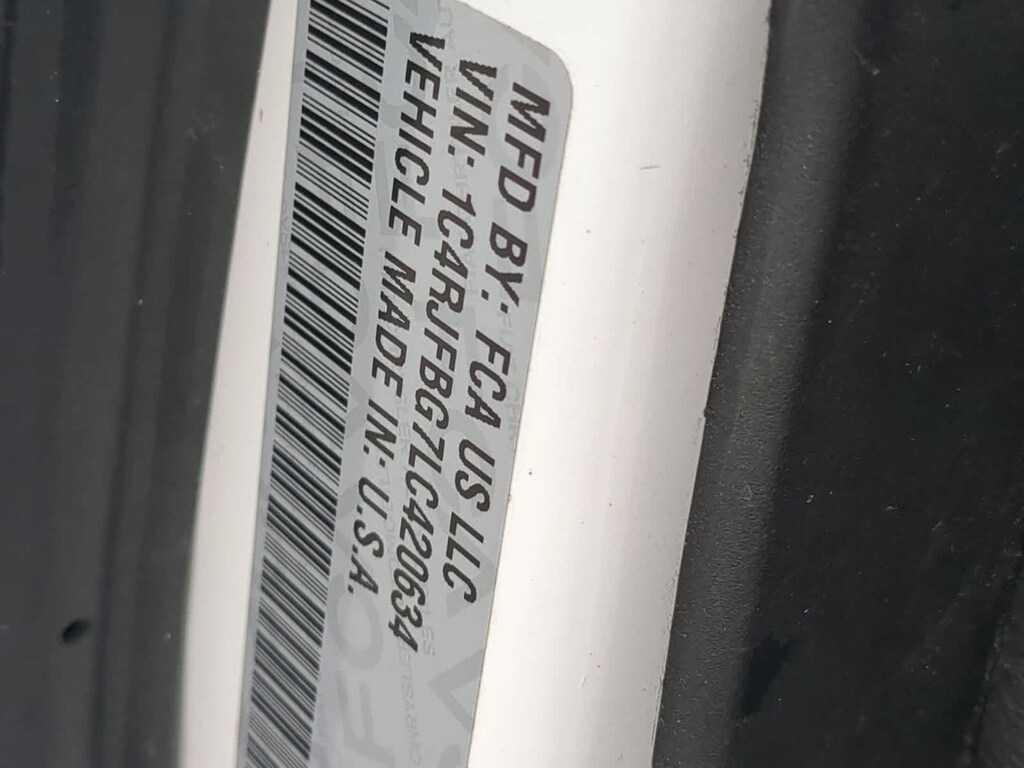 MFD BY: FCA US LLC
VIN: 1C4RJFBG7LC420634
VEHICLE MADE IN: U.S.A.